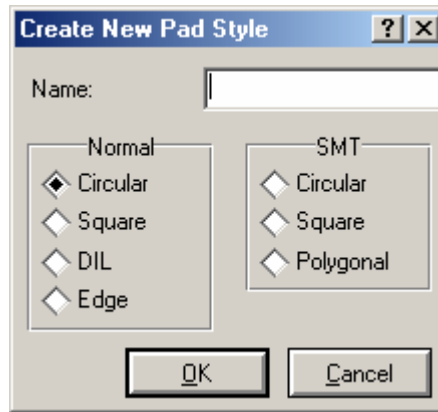 Create New Pad Style
Name:
Normal
Circular
Square
DIL
Edge
SMT
Circular
Square
Polygonal
OK
Cancel